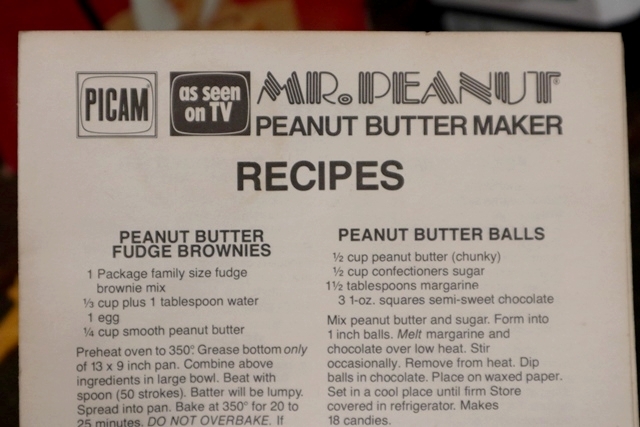 PICAM
as seen
on TV
MR. PEANUT
PEANUT BUTTER MAKER
RECIPES
PEANUT BUTTER
FUDGE BROWNIES
1 Package family size fudge
brownie mix
⅓ cup plus 1 tablespoon water
1 egg
¼ cup smooth peanut butter
Preheat oven to 350°. Grease bottom only
of 13 x 9 inch pan. Combine above
ingredients in large bowl. Beat with
spoon (50 strokes). Batter will be lumpy.
Spread into pan. Bake at 350° for 20 to
25 minutes. DO NOT OVERBAKE. If
PEANUT BUTTER BALLS
½ cup peanut butter (chunky)
½ cup confectioners sugar
1½ tablespoons margarine
3 1-oz. squares semi-sweet chocolate
Mix peanut butter and sugar. Form into
1 inch balls. Melt margarine and
chocolate over low heat. Stir
occasionally. Remove from heat. Dip
balls in chocolate. Place on waxed paper.
Set in a cool place until firm Store
covered in refrigerator. Makes
18 candies.